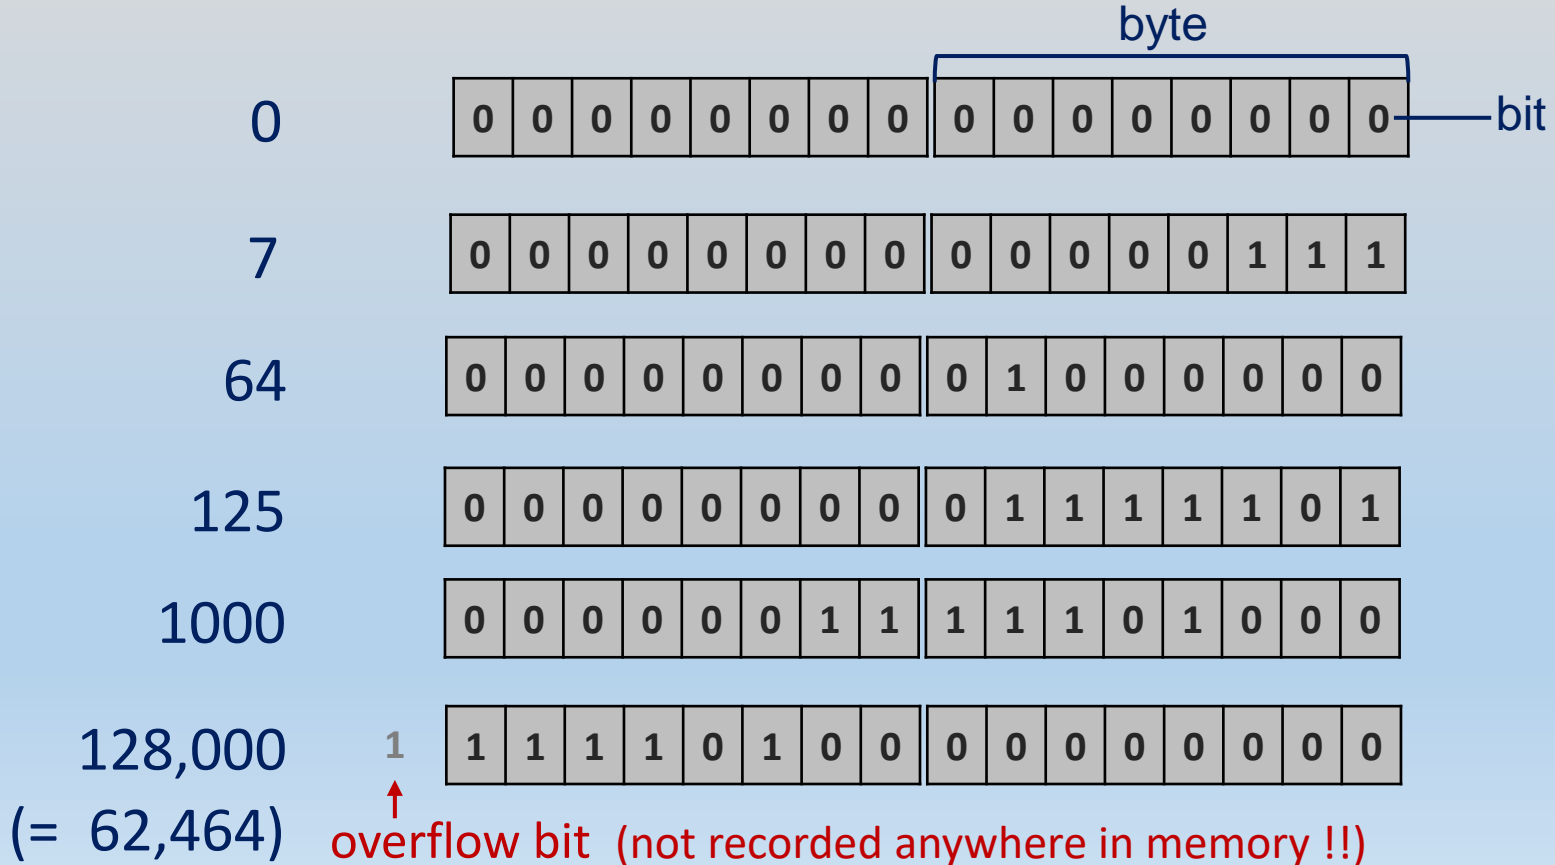 byte
0 0 0 0 0 0 0 0 0 0 0 0 0 0 0 0 0 bit
7 0 0 0 0 0 0 0 0 0 0 0 0 0 1 1 1
64 0 0 0 0 0 0 0 0 0 1 0 0 0 0 0 0
125 0 0 0 0 0 0 0 0 0 1 1 1 1 1 0 1
1000 0 0 0 0 0 0 1 1 1 1 1 0 1 0 0 0
128,000 1 1 1 1 1 0 1 0 0 0 0 0 0 0 0 0 0
(= 62,464) overflow bit (not recorded anywhere in memory !!)